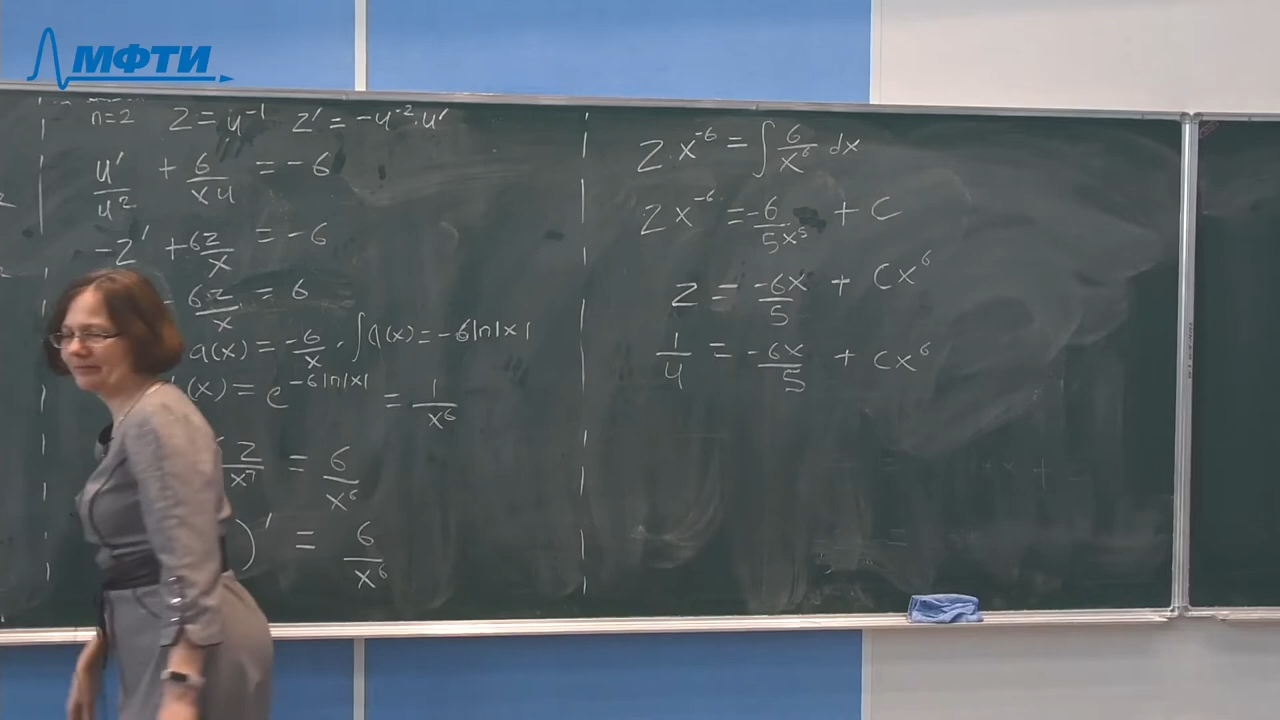 МФТИ
n=2 z = u⁻¹ z' = -u⁻²·u'
u'/u² + 6/(xu) = -6
-z' + 6z/x = -6
6z/x = 6
a(x) = -6/x · ∫a(x) = -6ln|x|
(x) = e^(-6ln|x|) = 1/x⁶
z/x⁷ = 6/x⁶
)' = 6/x⁶
z·x⁻⁶ = ∫ 6/x⁶ dx
zx⁻⁶ = -6/(5x⁵) + C
z = -6x/5 + Cx⁶
1/u = -6x/5 + cx⁶